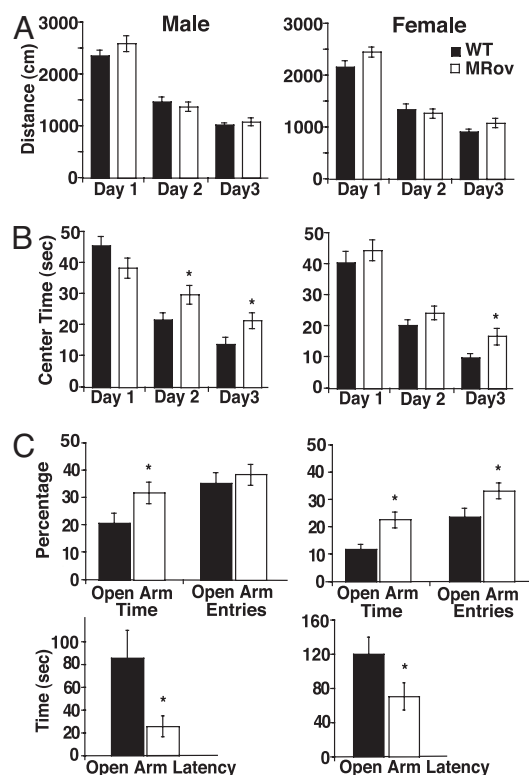 A
Male
Female
WT
MRov
Distance (cm)
3000
2000
1000
0
Day 1 Day 2 Day3
3000
2000
1000
0
Day 1 Day 2 Day3
B
Center Time (sec)
50
40
30
20
10
0
* *
Day 1 Day 2 Day3
40
30
20
10
0
*
Day 1 Day 2 Day3
C
Percentage
50
40
30
20
10
0
*
Open Arm Open Arm
Time Entries
50
40
30
20
10
0
* *
Open Arm Open Arm
Time Entries
Time (sec)
100
80
60
40
20
0
*
Open Arm Latency
160
120
80
40
0
*
Open Arm Latency